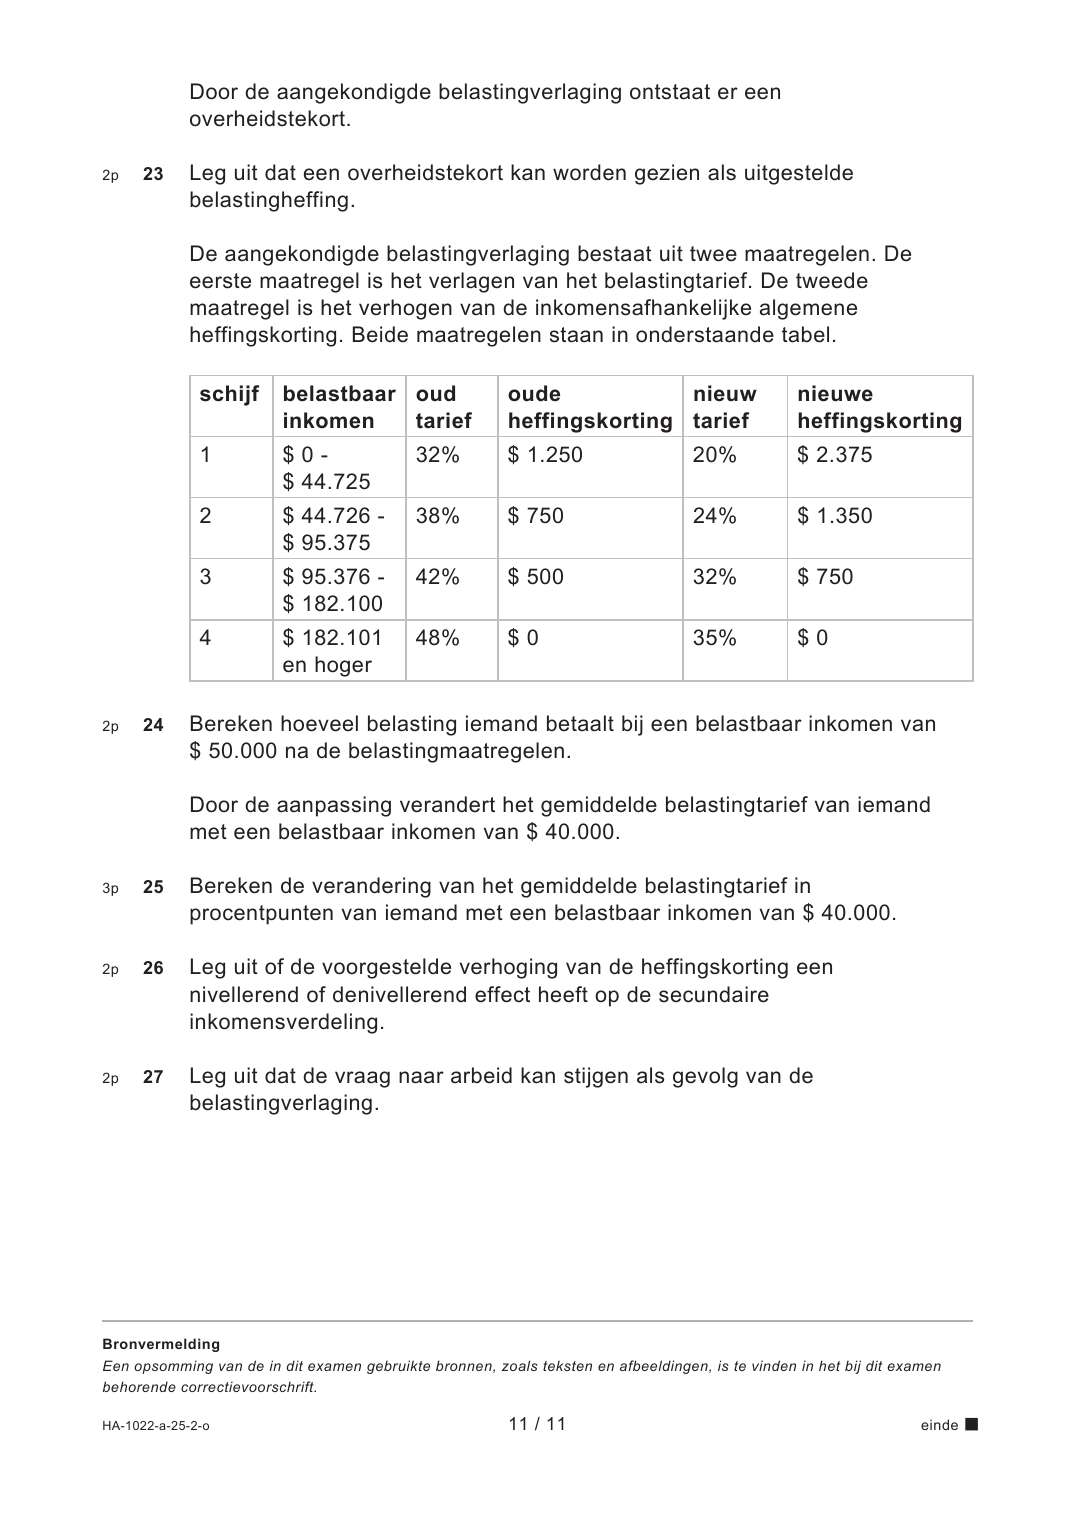 Door de aangekondigde belastingverlaging ontstaat er een
overheidstekort.
2p 23 Leg uit dat een overheidstekort kan worden gezien als uitgestelde
belastingheffing.
De aangekondigde belastingverlaging bestaat uit twee maatregelen. De
eerste maatregel is het verlagen van het belastingtarief. De tweede
maatregel is het verhogen van de inkomensafhankelijke algemene
heffingskorting. Beide maatregelen staan in onderstaande tabel.
schijf belastbaar oud oude nieuw nieuwe
inkomen tarief heffingskorting tarief heffingskorting
1 $ 0 - 32% $ 1.250 20% $ 2.375
$ 44.725
2 $ 44.726 - 38% $ 750 24% $ 1.350
$ 95.375
3 $ 95.376 - 42% $ 500 32% $ 750
$ 182.100
4 $ 182.101 48% $ 0 35% $ 0
en hoger
2p 24 Bereken hoeveel belasting iemand betaalt bij een belastbaar inkomen van
$ 50.000 na de belastingmaatregelen.
Door de aanpassing verandert het gemiddelde belastingtarief van iemand
met een belastbaar inkomen van $ 40.000.
3p 25 Bereken de verandering van het gemiddelde belastingtarief in
procentpunten van iemand met een belastbaar inkomen van $ 40.000.
2p 26 Leg uit of de voorgestelde verhoging van de heffingskorting een
nivellerend of denivellerend effect heeft op de secundaire
inkomensverdeling.
2p 27 Leg uit dat de vraag naar arbeid kan stijgen als gevolg van de
belastingverlaging.
Bronvermelding
Een opsomming van de in dit examen gebruikte bronnen, zoals teksten en afbeeldingen, is te vinden in het bij dit examen
behorende correctievoorschrift.
HA-1022-a-25-2-o 11 / 11 einde ■